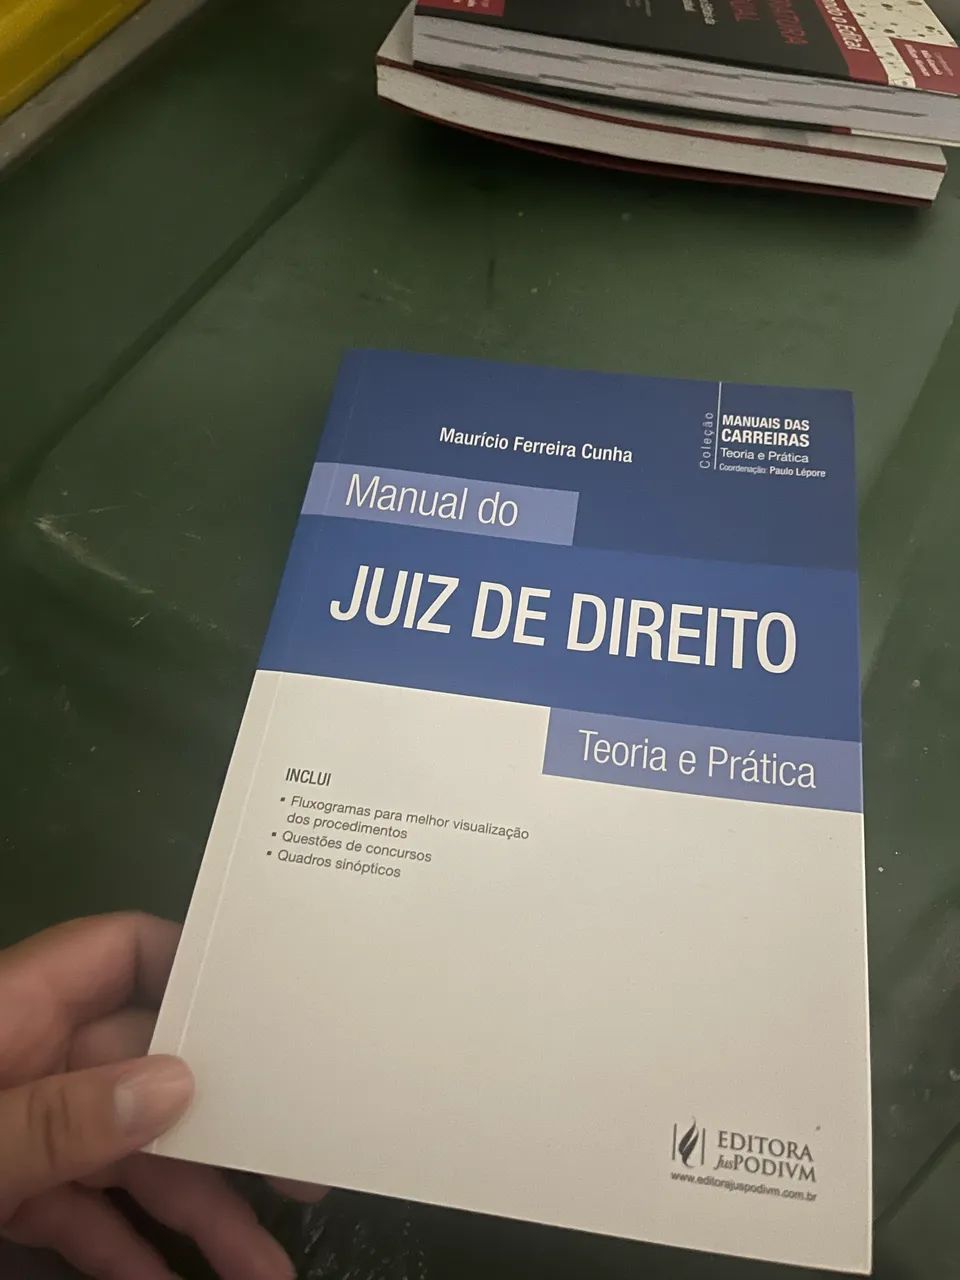 o Edital
Maurício Ferreira Cunha
Coleção
MANUAIS DAS
CARREIRAS
Teoria e Prática
Coordenação: Paulo Lépore
Manual do
JUIZ DE DIREITO
Teoria e Prática
INCLUI
▪ Fluxogramas para melhor visualização
dos procedimentos
▪ Questões de concursos
▪ Quadros sinópticos
EDITORA
JusPODIVM
www.editorajuspodivm.com.br